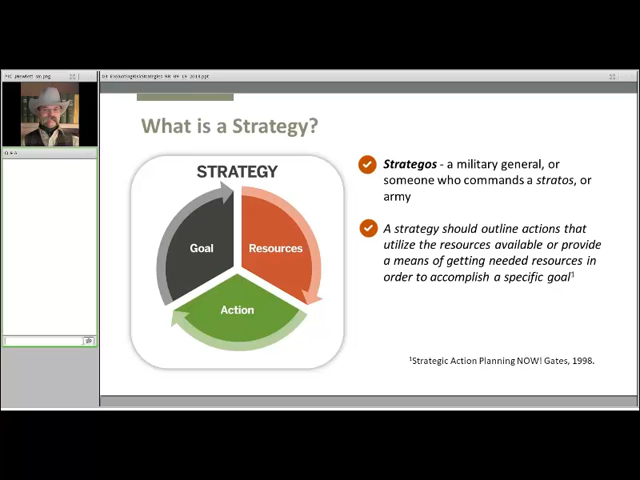 What is a Strategy?
STRATEGY
Goal
Resources
Action
Strategos - a military general, or
someone who commands a stratos, or
army
A strategy should outline actions that
utilize the resources available or provide
a means of getting needed resources in
order to accomplish a specific goal¹
¹Strategic Action Planning NOW! Gates, 1998.
Q & A